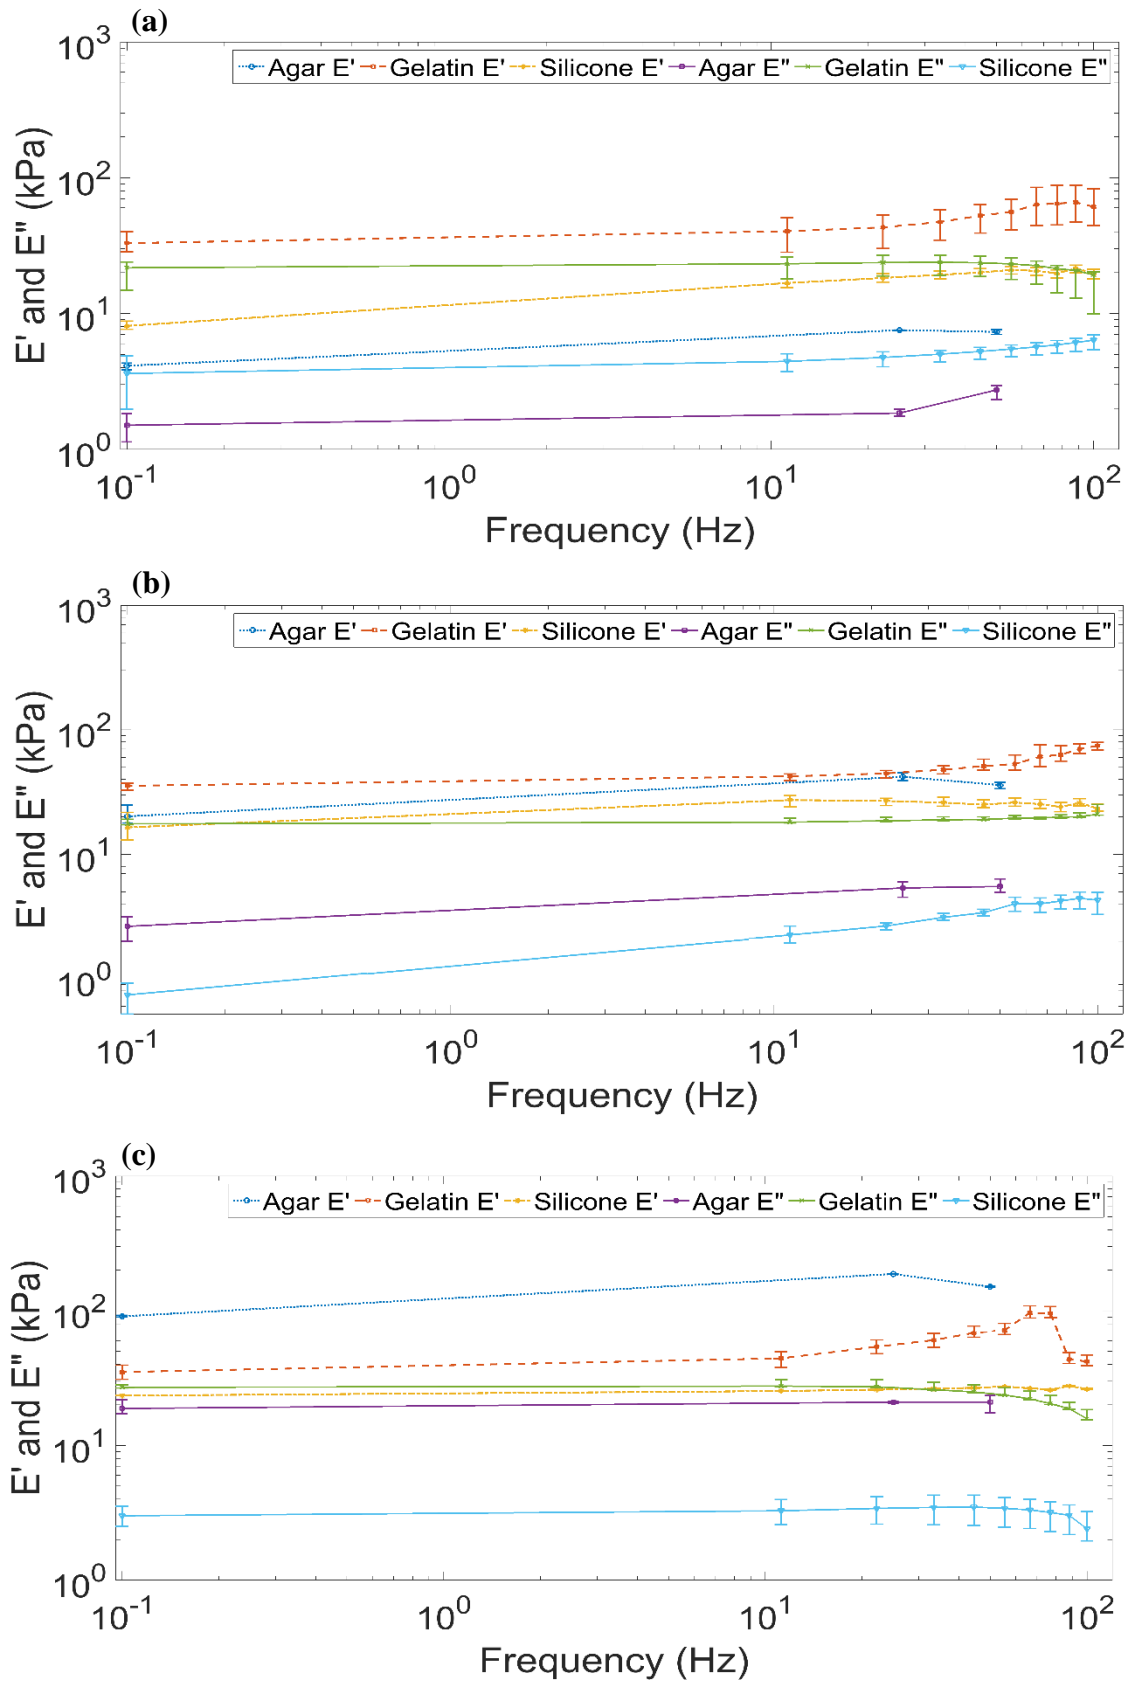 (a)
10^3
Agar E' Gelatin E' Silicone E' Agar E" Gelatin E" Silicone E"
10^2
10^1
10^0
E' and E" (kPa)
10^-1 10^0 10^1 10^2
Frequency (Hz)
(b)
10^3
Agar E' Gelatin E' Silicone E' Agar E" Gelatin E" Silicone E"
10^2
10^1
10^0
E' and E" (kPa)
10^-1 10^0 10^1 10^2
Frequency (Hz)
(c)
10^3
Agar E' Gelatin E' Silicone E' Agar E" Gelatin E" Silicone E"
10^2
10^1
10^0
E' and E" (kPa)
10^-1 10^0 10^1 10^2
Frequency (Hz)